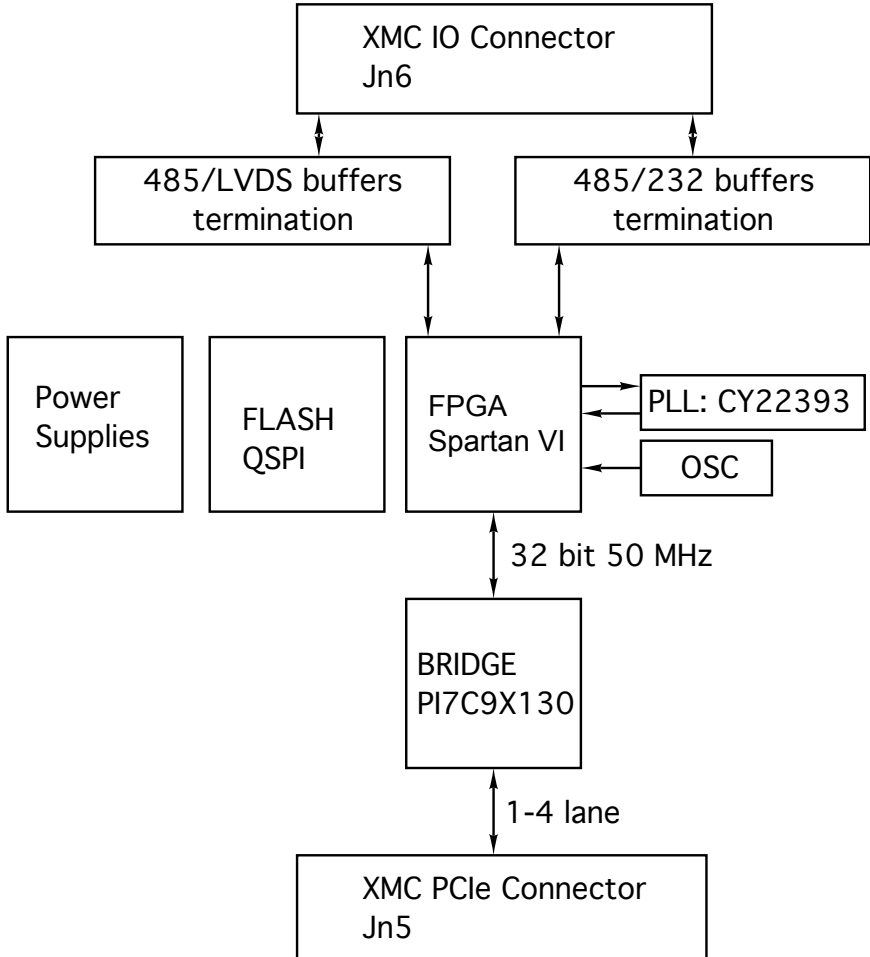 XMC IO Connector
Jn6
485/LVDS buffers
termination
485/232 buffers
termination
Power
Supplies
FLASH
QSPI
FPGA
Spartan VI
PLL: CY22393
OSC
32 bit 50 MHz
BRIDGE
PI7C9X130
1-4 lane
XMC PCIe Connector
Jn5